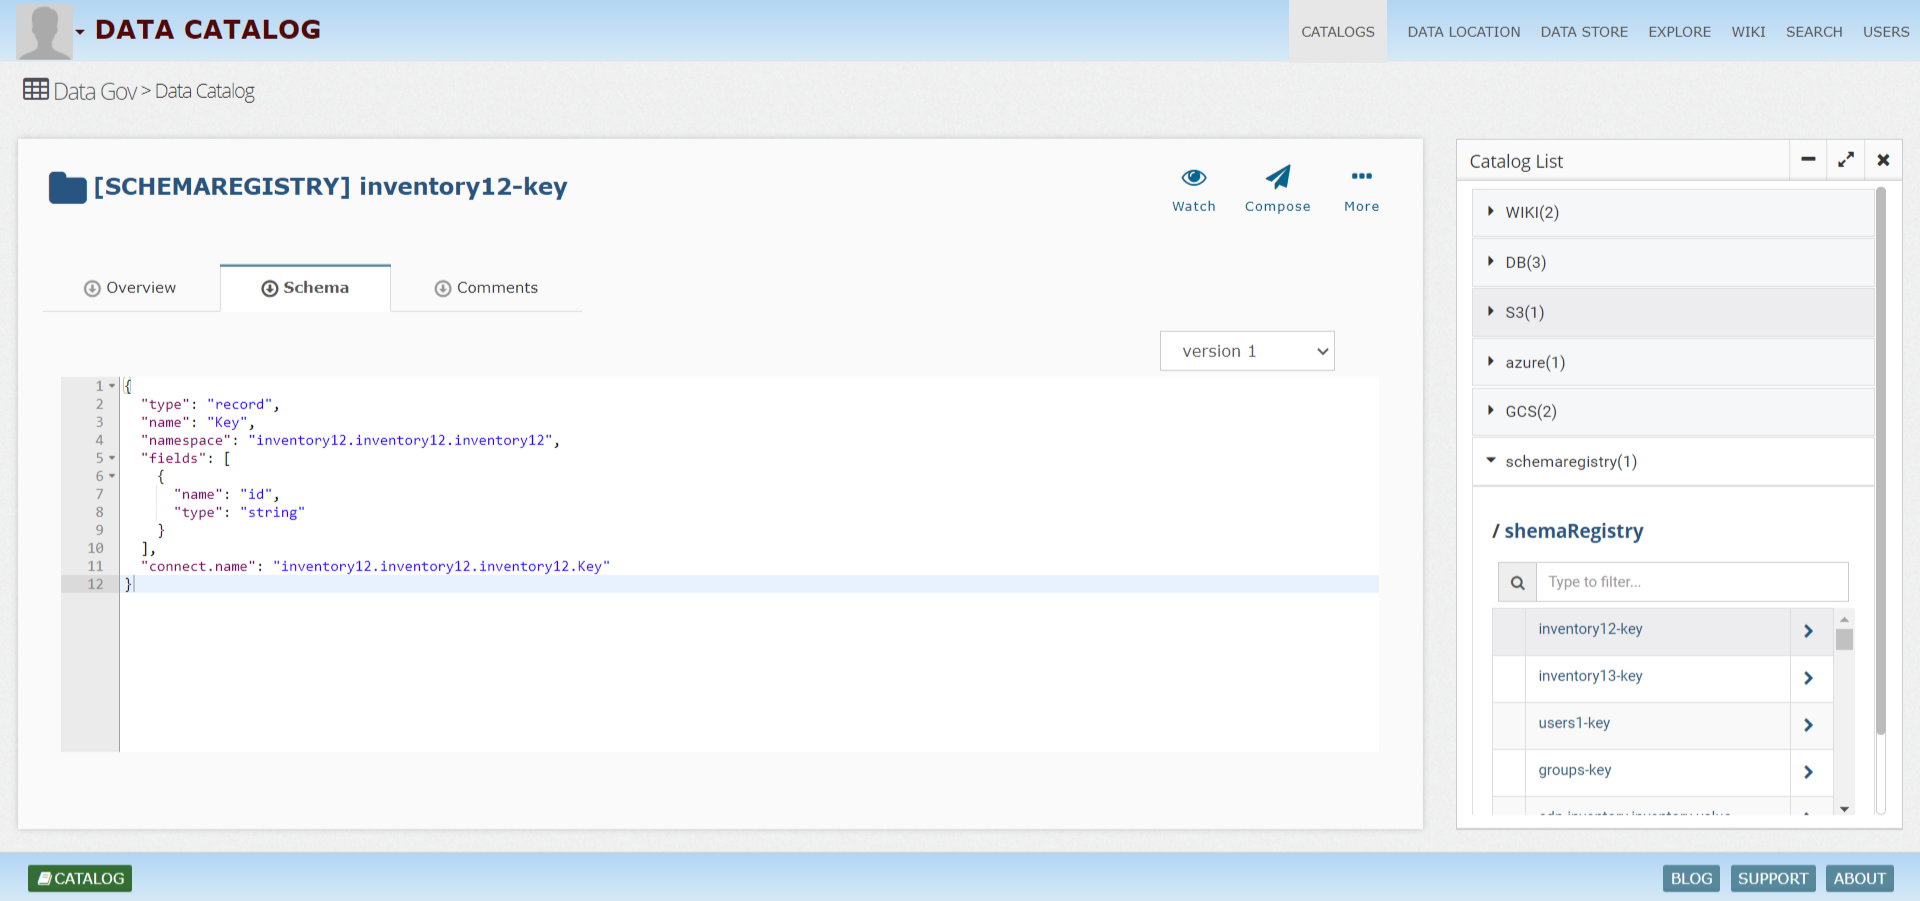 DATA CATALOG
CATALOGS DATA LOCATION DATA STORE EXPLORE WIKI SEARCH USERS
Data Gov > Data Catalog
[SCHEMAREGISTRY] inventory12-key
Watch Compose More
Overview Schema Comments
version 1
1 {
2 "type": "record",
3 "name": "Key",
4 "namespace": "inventory12.inventory12.inventory12",
5 "fields": [
6 {
7 "name": "id",
8 "type": "string"
9 }
10 ],
11 "connect.name": "inventory12.inventory12.inventory12.Key"
12 }
Catalog List
WIKI(2)
DB(3)
S3(1)
azure(1)
GCS(2)
schemaregistry(1)
/ shemaRegistry
Type to filter...
inventory12-key
inventory13-key
users1-key
groups-key
CATALOG
BLOG SUPPORT ABOUT